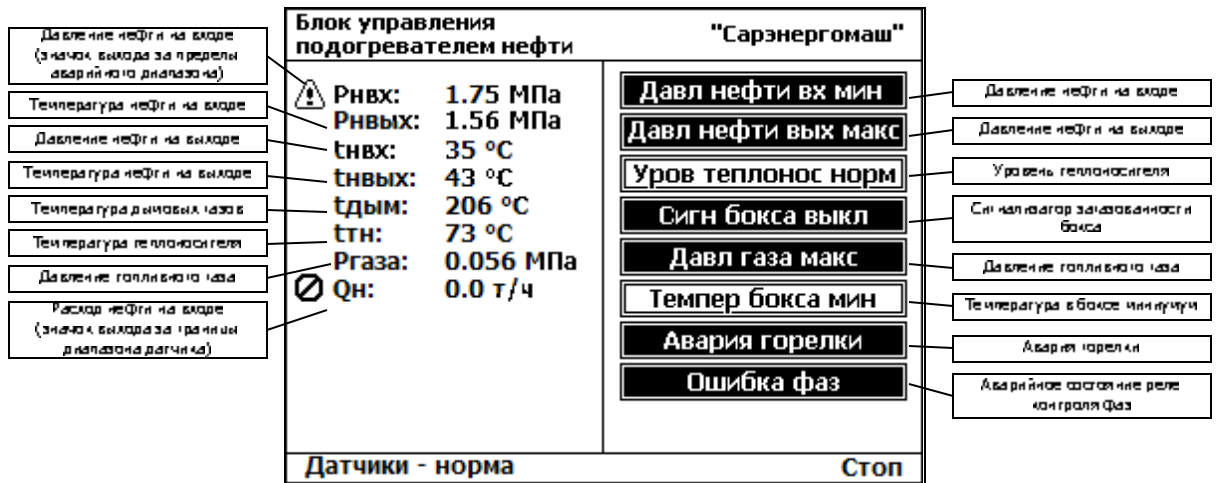 Блок управления
подогревателем нефти
"Сарэнергомаш"
Давление нефти на входе
(значок выхода за пределы
аварийного диапазона)
Температура нефти на входе
Давление нефти на выходе
Температура нефти на выходе
Температура дымовых газов
Температура теплоносителя
Давление топливного газа
Расход нефти на входе
(значок выхода за границы
диапазона датчика)
Рнвх: 1.75 МПа
Рнвых: 1.56 МПа
tнвх: 35 °C
tнвых: 43 °C
tдым: 206 °C
tтн: 73 °C
Ргаза: 0.056 МПа
Qн: 0.0 т/ч
Давл нефти вх мин
Давл нефти вых макс
Уров теплонос норм
Сигн бокса выкл
Давл газа макс
Темпер бокса мин
Авария горелки
Ошибка фаз
Давление нефти на входе
Давление нефти на выходе
Уровень теплоносителя
Сигнализатор загазованности
бокса
Давление топливного газа
Температура в боксе минимум
Авария горелки
Аварийное состояние реле
контроля фаз
Датчики - норма
Стоп